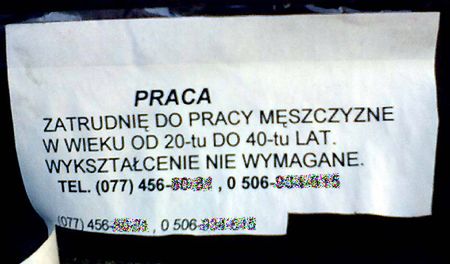 PRACA
ZATRUDNIĘ DO PRACY MĘSZCZYZNE
W WIEKU OD 20-tu DO 40-tu LAT.
WYKSZTAŁCENIE NIE WYMAGANE.
TEL. (077) 456- , 0 506-
(077) 456- , 0 506-